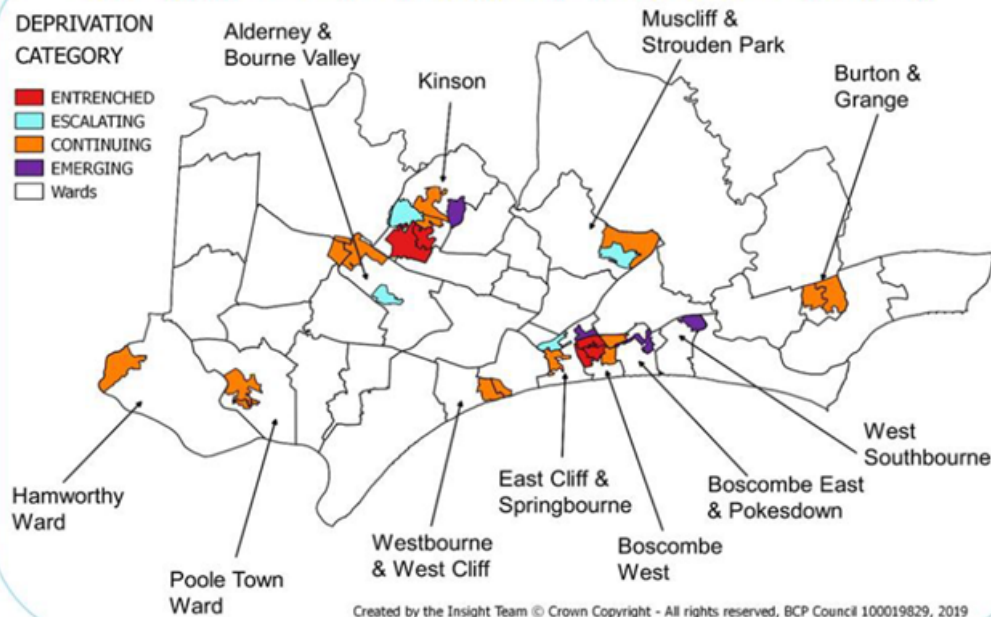 DEPRIVATION
CATEGORY
ENTRENCHED
ESCALATING
CONTINUING
EMERGING
Wards
Alderney &
Bourne Valley
Kinson
Muscliff &
Strouden Park
Burton &
Grange
Hamworthy
Ward
Poole Town
Ward
Westbourne
& West Cliff
East Cliff &
Springbourne
Boscombe
West
Boscombe East
& Pokesdown
West
Southbourne
Created by the Insight Team © Crown Copyright - All rights reserved, BCP Council 100019829, 2019